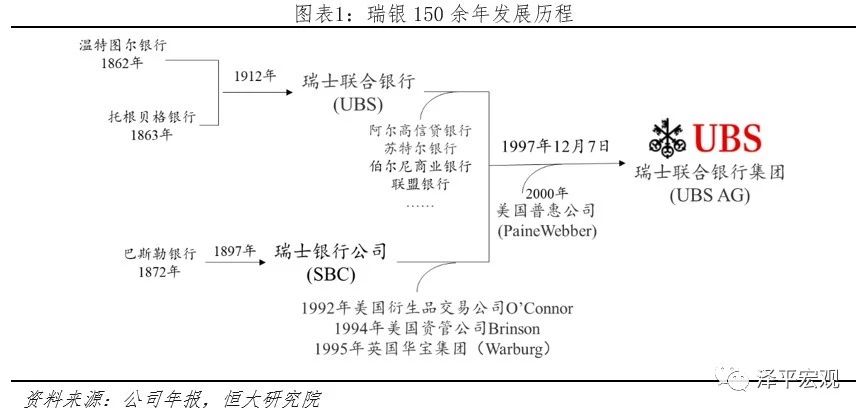 图表1：瑞银 150 余年发展历程
温特图尔银行
1862年
托根贝格银行
1863年
1912年
瑞士联合银行
(UBS)
阿尔高信贷银行
苏特尔银行
伯尔尼商业银行
联盟银行
……
巴斯勒银行
1872年
1897年
瑞士银行公司
(SBC)
1992年美国衍生品交易公司O’Connor
1994年美国资管公司Brinson
1995年英国华宝集团（Warburg）
1997年12月7日
2000年
美国普惠公司
(PaineWebber)
UBS
瑞士联合银行集团
(UBS AG)
泽平宏观
资料来源：公司年报，恒大研究院